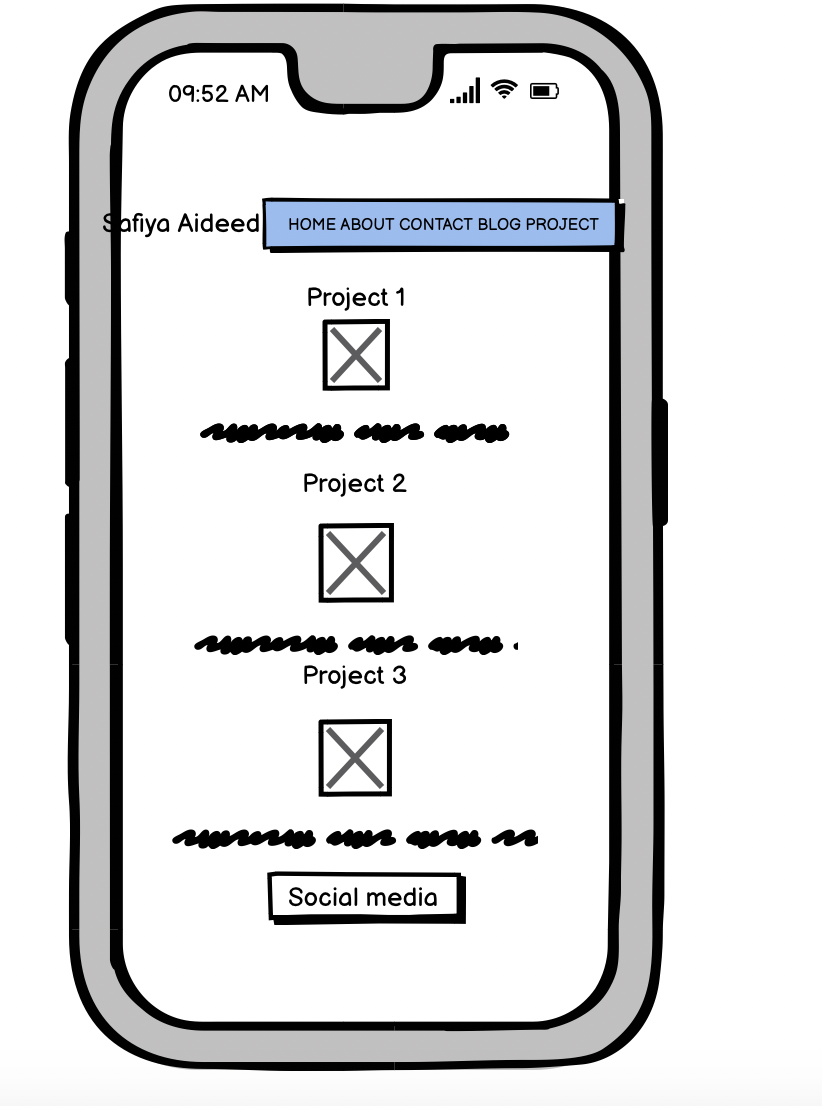 09:52 AM
Safiya Aideed HOME ABOUT CONTACT BLOG PROJECT
Project 1
Project 2
Project 3
Social media